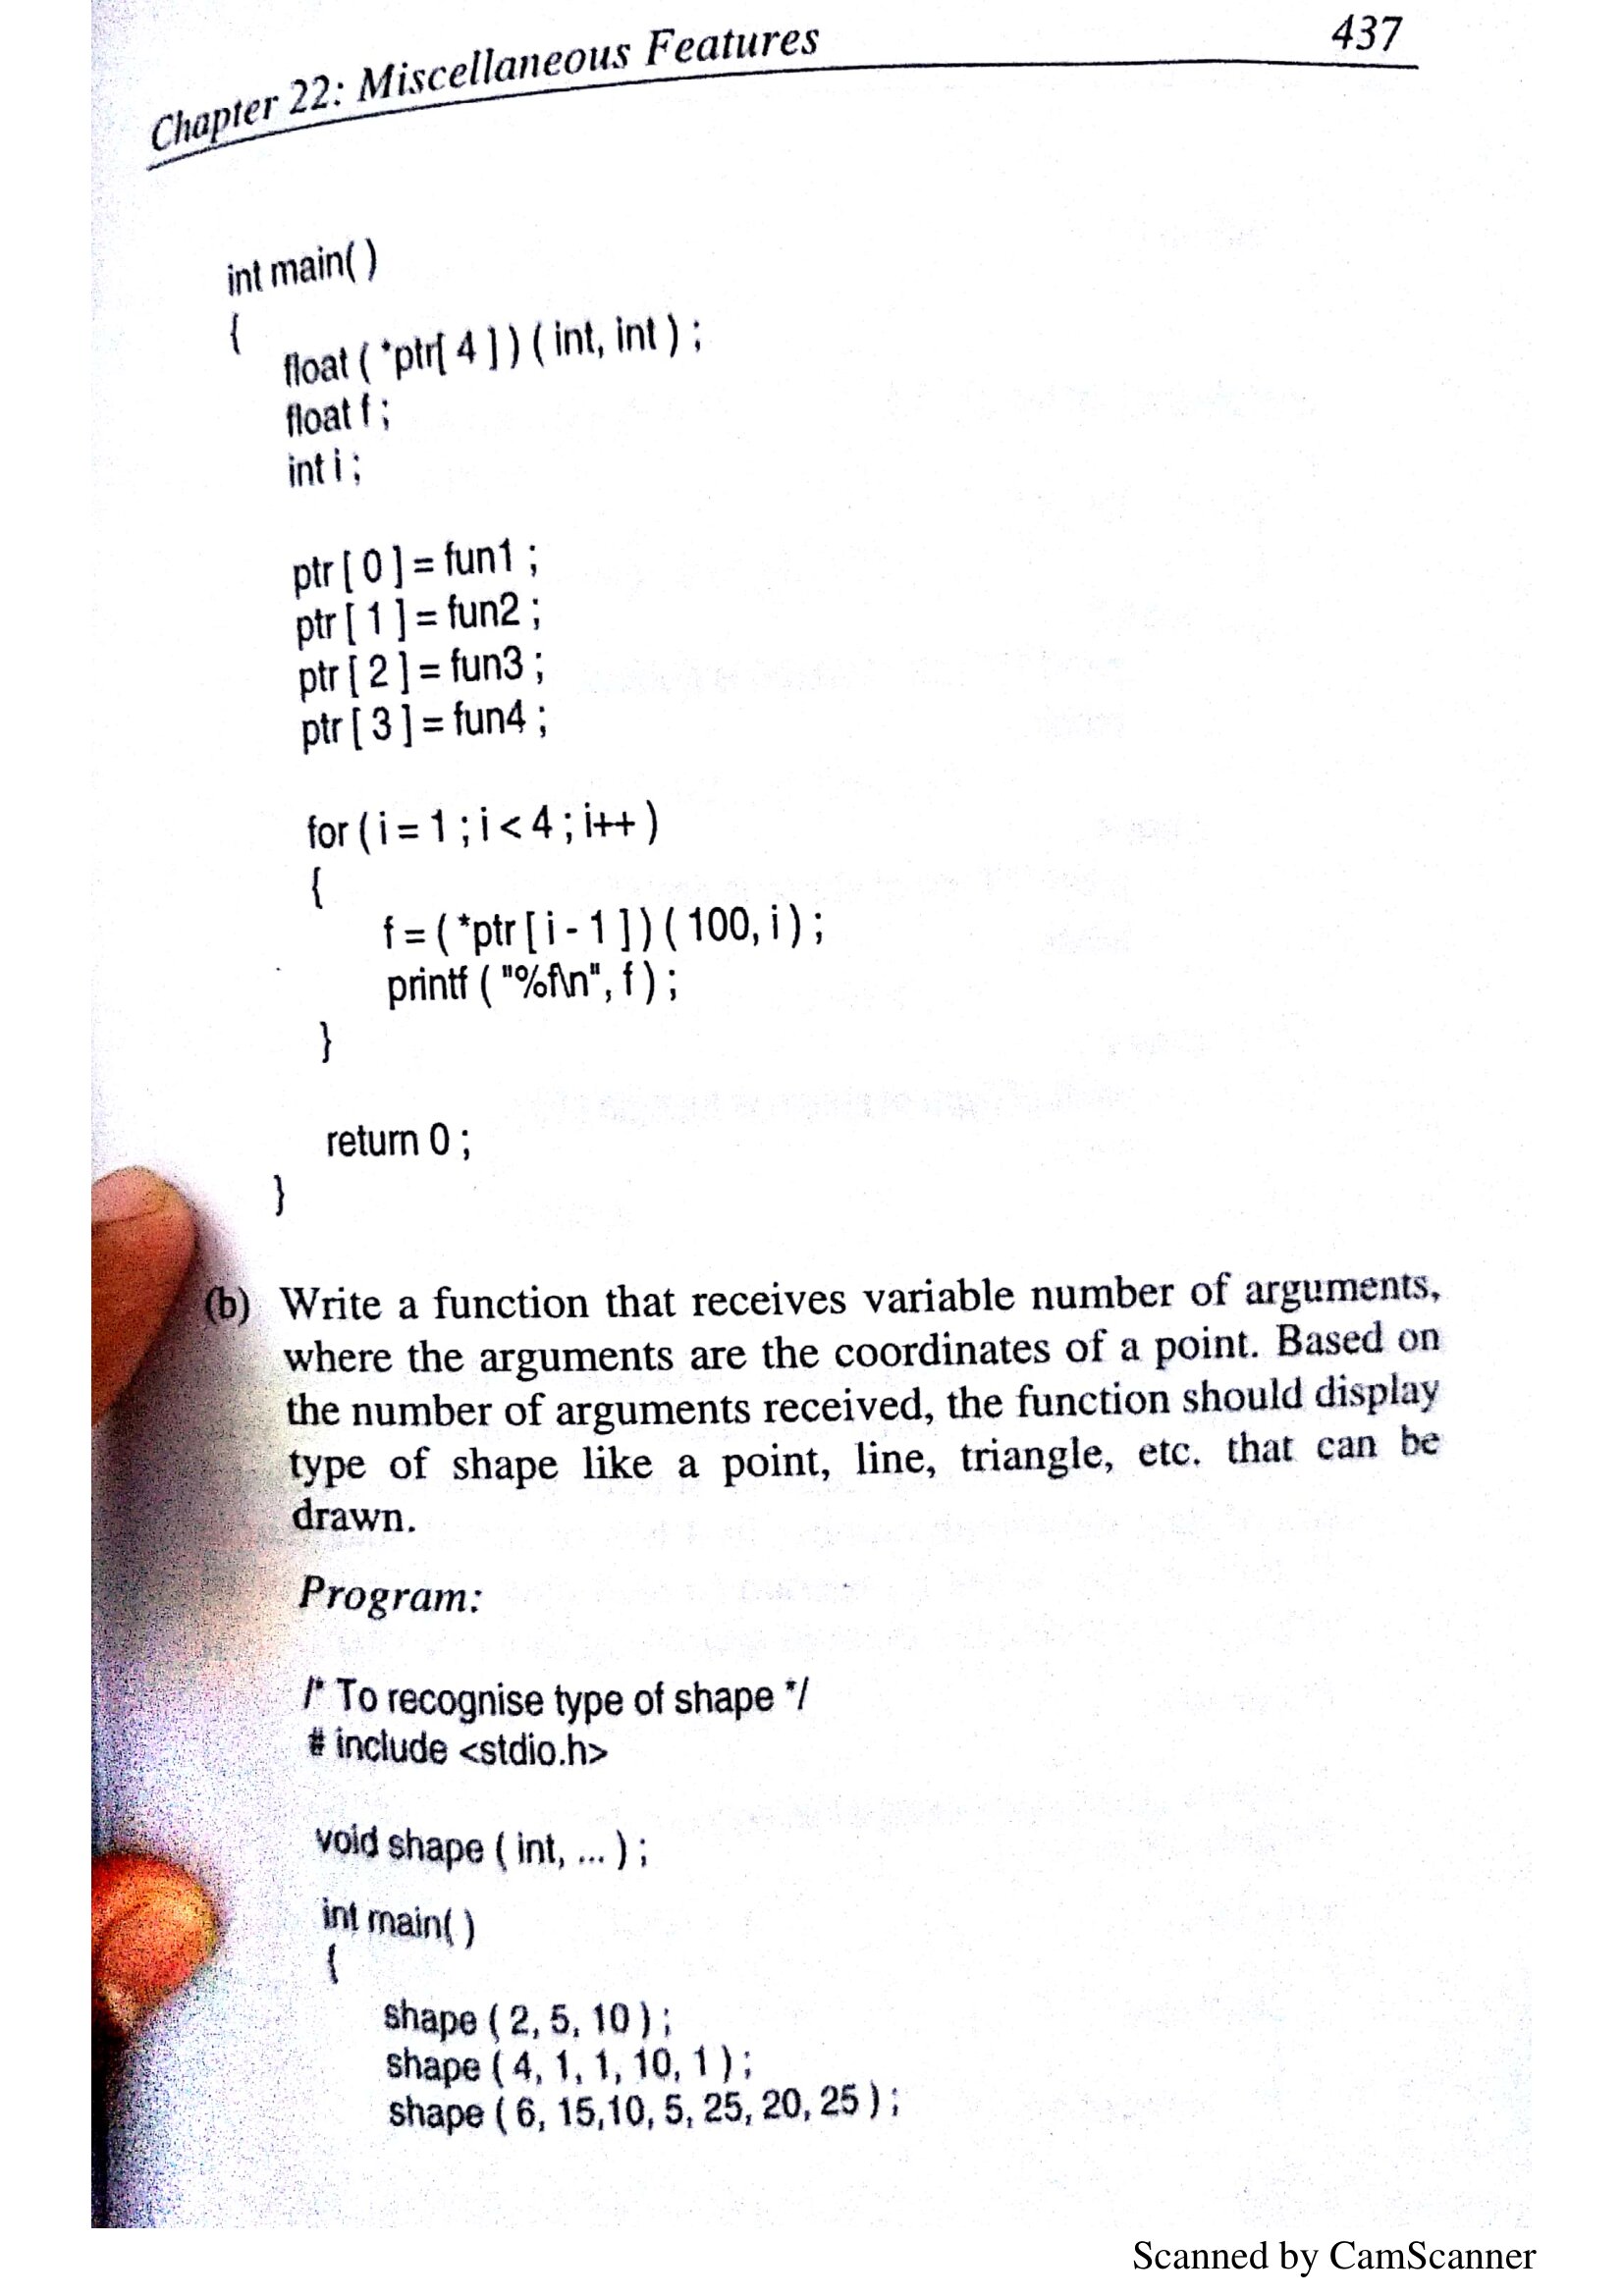 Chapter 22: Miscellaneous Features 437
int main( )
{
float ( *ptr[ 4 ] ) ( int, int ) ;
float f ;
int i ;
ptr [ 0 ] = fun1 ;
ptr [ 1 ] = fun2 ;
ptr [ 2 ] = fun3 ;
ptr [ 3 ] = fun4 ;
for ( i = 1 ; i < 4 ; i++ )
{
f = ( *ptr [ i - 1 ] ) ( 100, i ) ;
printf ( "%f\n", f ) ;
}
return 0 ;
}
(b) Write a function that receives variable number of arguments,
where the arguments are the coordinates of a point. Based on
the number of arguments received, the function should display
type of shape like a point, line, triangle, etc. that can be
drawn.
Program:
/* To recognise type of shape */
# include <stdio.h>
void shape ( int, ... ) ;
int main( )
{
shape ( 2, 5, 10 ) ;
shape ( 4, 1, 1, 10, 1 ) ;
shape ( 6, 15,10, 5, 25, 20, 25 ) ;
Scanned by CamScanner